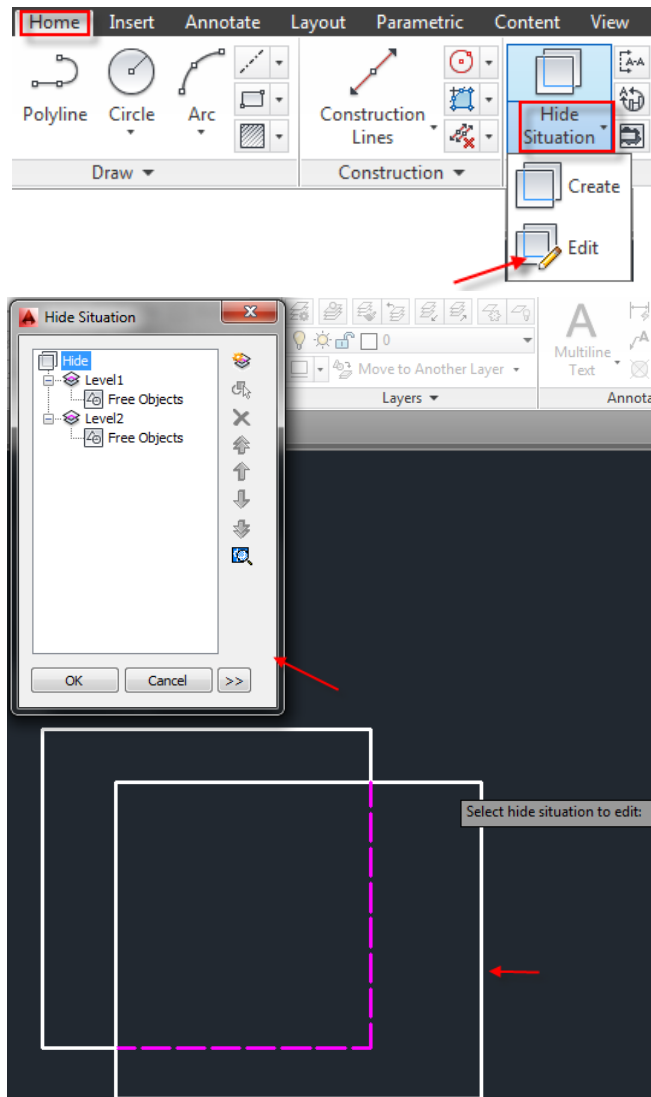 Home Insert Annotate Layout Parametric Content View
Polyline Circle Arc
Construction
Lines
Hide
Situation
Draw Construction
Create
Edit
Hide Situation
Hide
Level1
Free Objects
Level2
Free Objects
OK Cancel >>
0
Move to Another Layer
Layers
A
Multiline
Text
Annota
Select hide situation to edit: